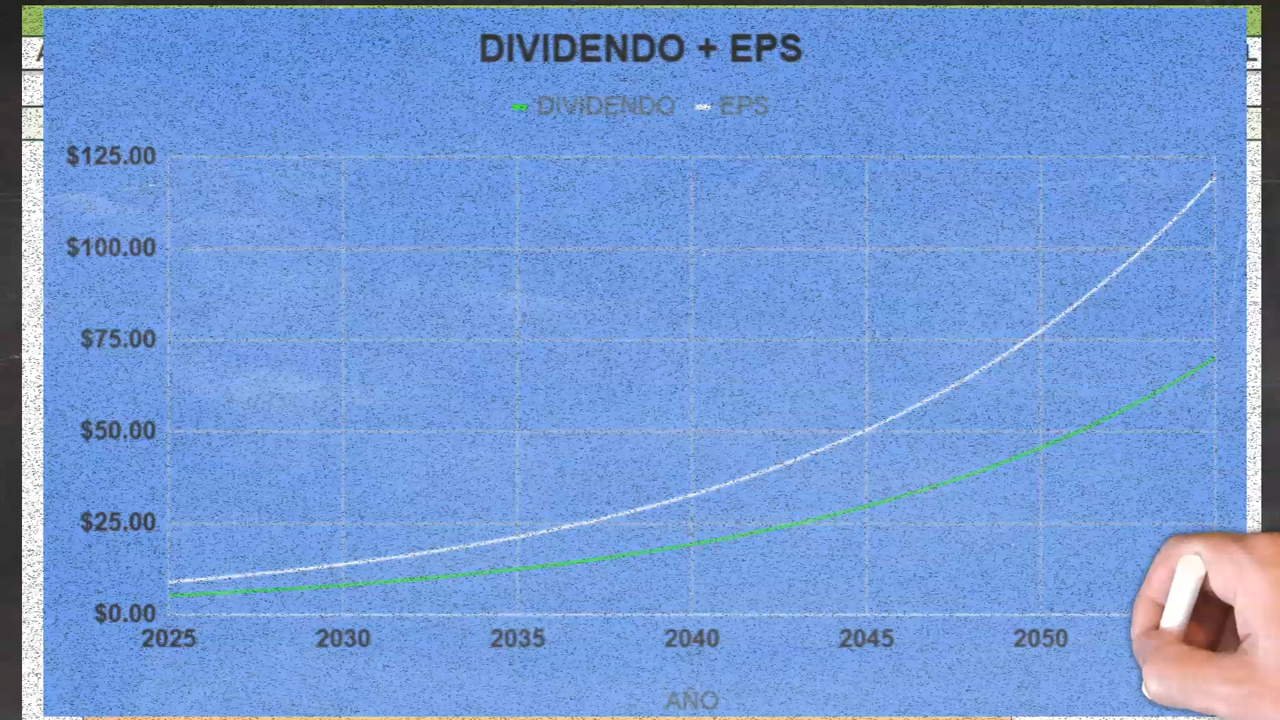 DIVIDENDO + EPS
DIVIDENDO EPS
$125.00
$100.00
$75.00
$50.00
$25.00
$0.00
2025 2030 2035 2040 2045 2050
AÑO